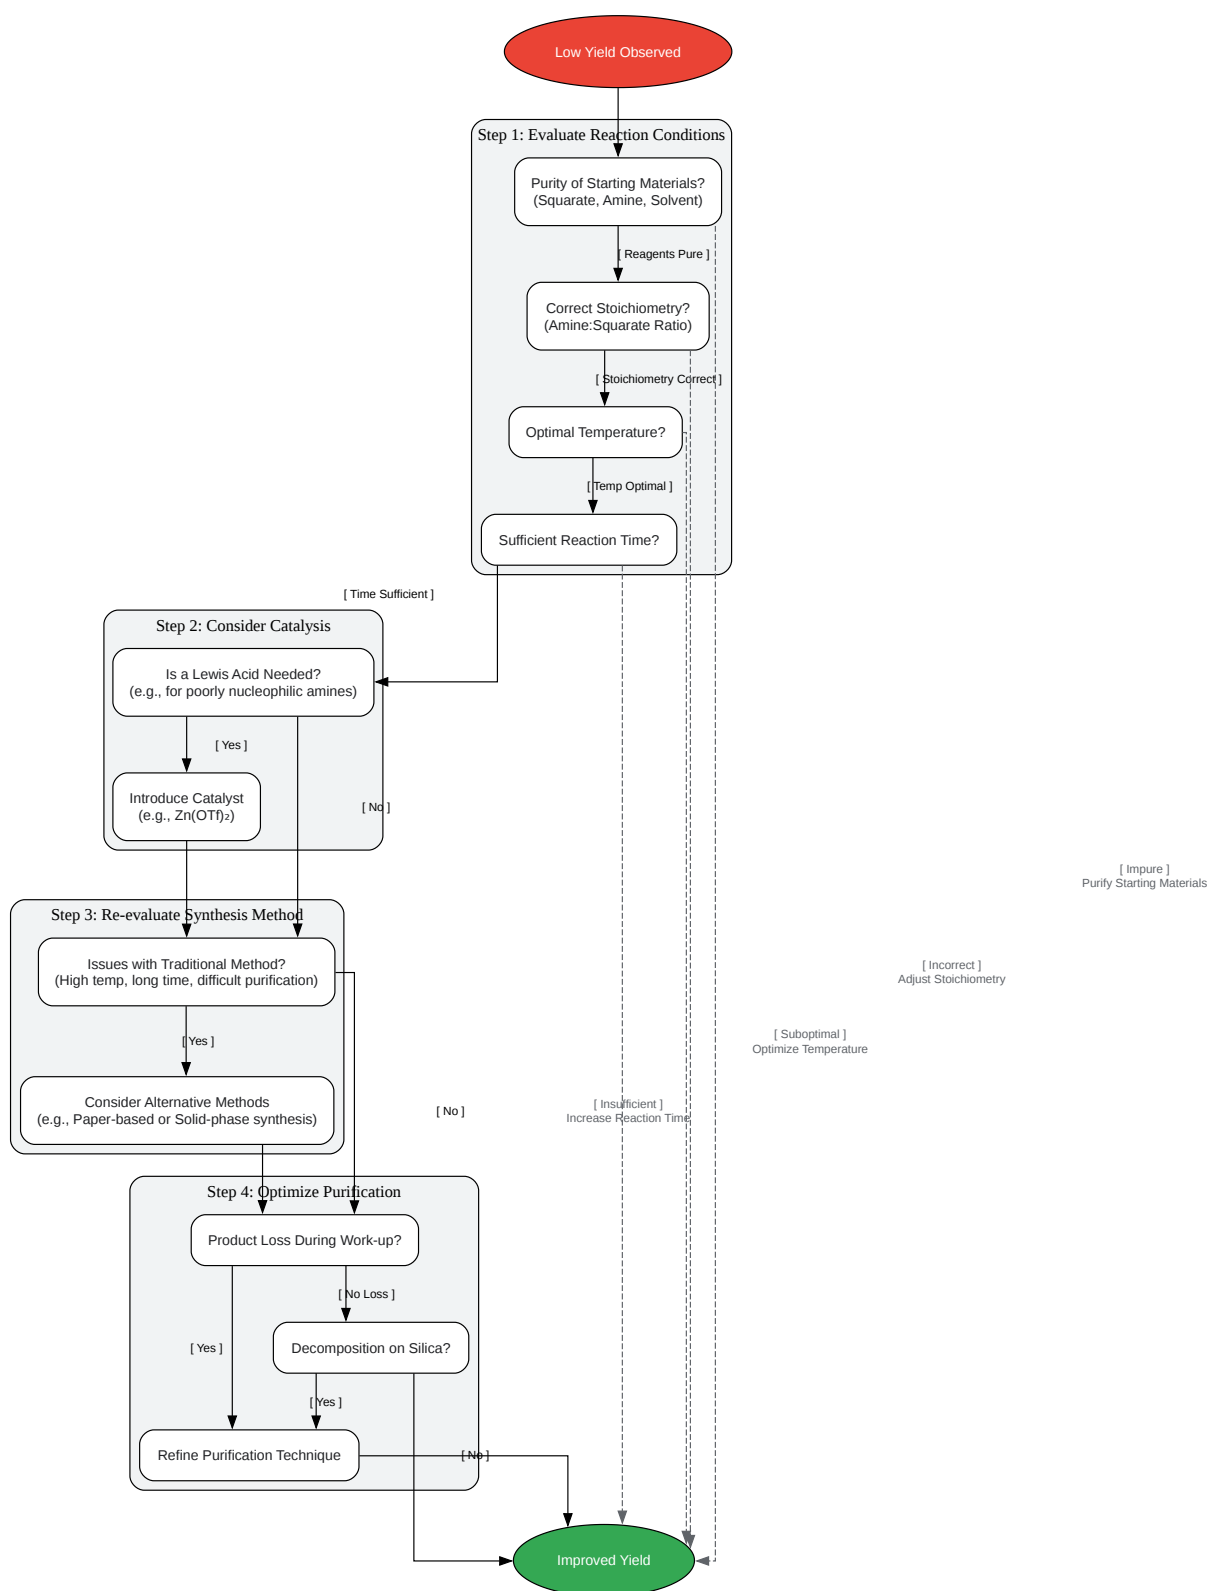 Low Yield Observed
Step 1: Evaluate Reaction Conditions
Purity of Starting Materials?
(Squarate, Amine, Solvent)
[ Reagents Pure ]
Correct Stoichiometry?
(Amine:Squarate Ratio)
[ Stoichiometry Correct ]
Optimal Temperature?
[ Temp Optimal ]
Sufficient Reaction Time?
[ Time Sufficient ]
Step 2: Consider Catalysis
Is a Lewis Acid Needed?
(e.g., for poorly nucleophilic amines)
[ Yes ]
Introduce Catalyst
(e.g., Zn(OTf)₂)
[ No ]
[ Impure ]
Purify Starting Materials
Step 3: Re-evaluate Synthesis Method
Issues with Traditional Method?
(High temp, long time, difficult purification)
[ Incorrect ]
Adjust Stoichiometry
[ Yes ]
[ Suboptimal ]
Optimize Temperature
Consider Alternative Methods
(e.g., Paper-based or Solid-phase synthesis)
[ No ]
[ Insufficient ]
Increase Reaction Time
Step 4: Optimize Purification
Product Loss During Work-up?
[ No Loss ]
[ Yes ]
Decomposition on Silica?
[ Yes ]
Refine Purification Technique
[ No ]
Improved Yield